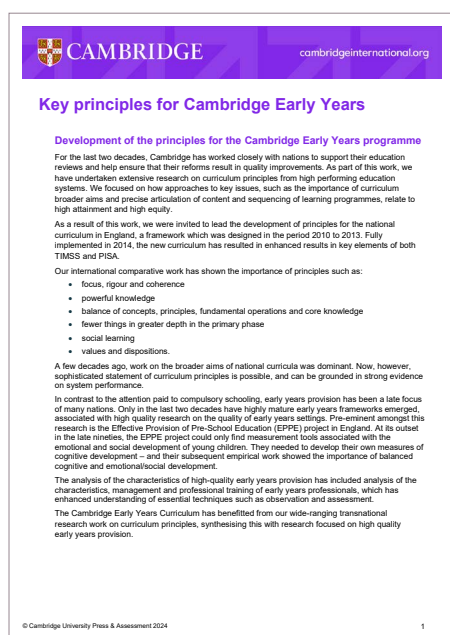 CAMBRIDGE
cambridgeinternational.org
Key principles for Cambridge Early Years
Development of the principles for the Cambridge Early Years programme
For the last two decades, Cambridge has worked closely with nations to support their education
reviews and help ensure that their reforms result in quality improvements. As part of this work, we
have undertaken extensive research on curriculum principles from high performing education
systems. We focused on how approaches to key issues, such as the importance of curriculum
broader aims and precise articulation of content and sequencing of learning programmes, relate to
high attainment and high equity.
As a result of this work, we were invited to lead the development of principles for the national
curriculum in England, a framework which was designed in the period 2010 to 2013. Fully
implemented in 2014, the new curriculum has resulted in enhanced results in key elements of both
TIMSS and PISA.
Our international comparative work has shown the importance of principles such as:
• focus, rigour and coherence
• powerful knowledge
• balance of concepts, principles, fundamental operations and core knowledge
• fewer things in greater depth in the primary phase
• social learning
• values and dispositions.
A few decades ago, work on the broader aims of national curricula was dominant. Now, however,
sophisticated statement of curriculum principles is possible, and can be grounded in strong evidence
on system performance.
In contrast to the attention paid to compulsory schooling, early years provision has been a late focus
of many nations. Only in the last two decades have highly mature early years frameworks emerged,
associated with high quality research on the quality of early years settings. Pre-eminent amongst this
research is the Effective Provision of Pre-School Education (EPPE) project in England. At its outset
in the late nineties, the EPPE project could only find measurement tools associated with the
emotional and social development of young children. They needed to develop their own measures of
cognitive development – and their subsequent empirical work showed the importance of balanced
cognitive and emotional/social development.
The analysis of the characteristics of high-quality early years provision has included analysis of the
characteristics, management and professional training of early years professionals, which has
enhanced understanding of essential techniques such as observation and assessment.
The Cambridge Early Years Curriculum has benefitted from our wide-ranging transnational
research work on curriculum principles, synthesising this with research focused on high quality
early years provision.
© Cambridge University Press & Assessment 2024
1